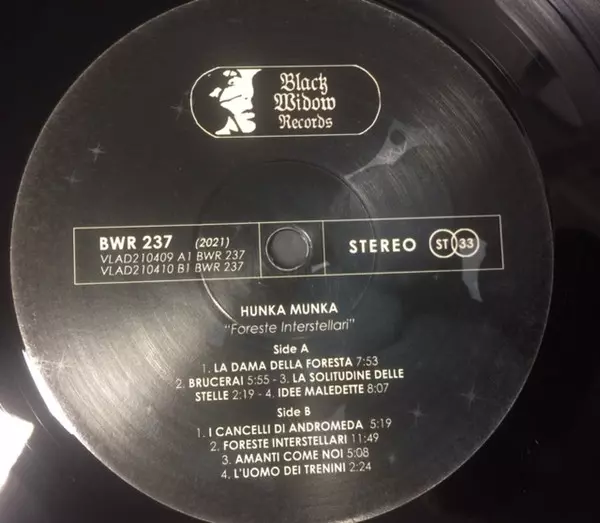 Black
Widow
Records
BWR 237 (2021)
VLAD210409 A1 BWR 237
VLAD210410 B1 BWR 237
STEREO ST 33
HUNKA MUNKA
"Foreste Interstellari"
Side A
1. LA DAMA DELLA FORESTA 7:53
2. BRUCERAI 5:55 - 3. LA SOLITUDINE DELLE
STELLE 2:19 - 4. IDEE MALEDETTE 8:07
Side B
1. I CANCELLI DI ANDROMEDA 5:19
2. FORESTE INTERSTELLARI 11:49
3. AMANTI COME NOI 5:08
4. L'UOMO DEI TRENINI 2:24